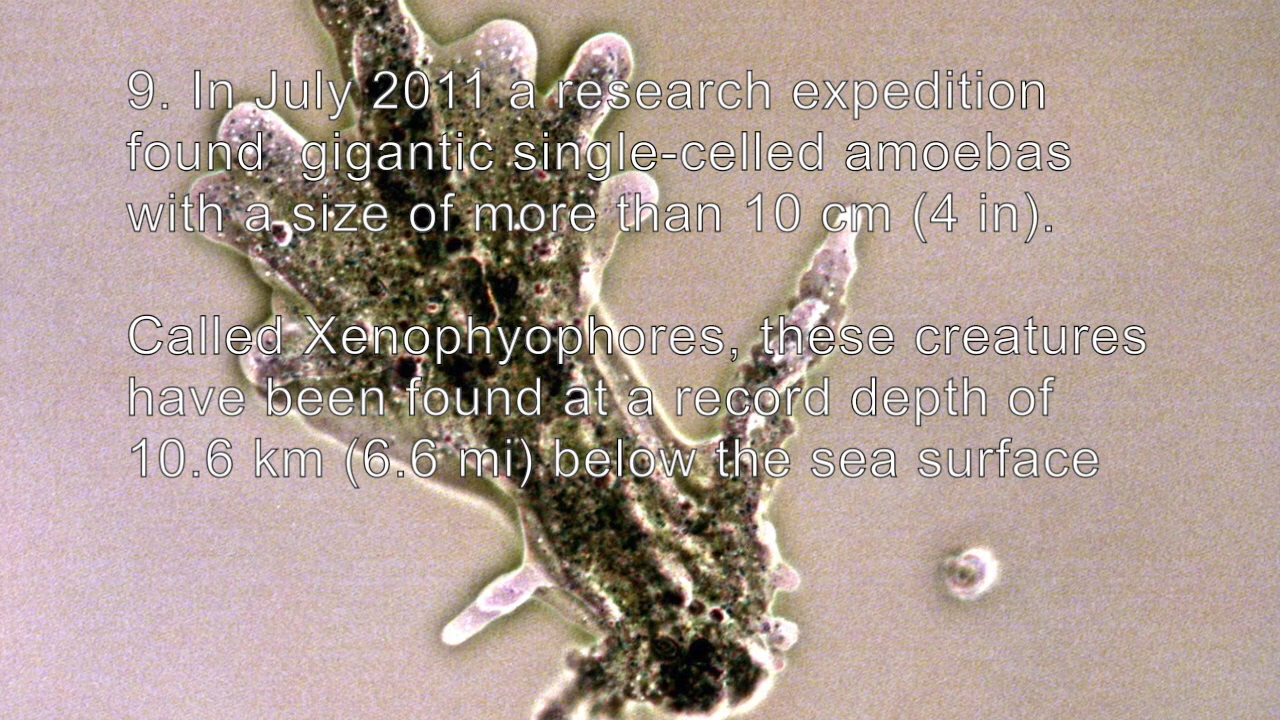 9. In July 2011 a research expedition
found  gigantic single-celled amoebas
with a size of more than 10 cm (4 in).
Called Xenophyophores, these creatures
have been found at a record depth of
10.6 km (6.6 mi) below the sea surface